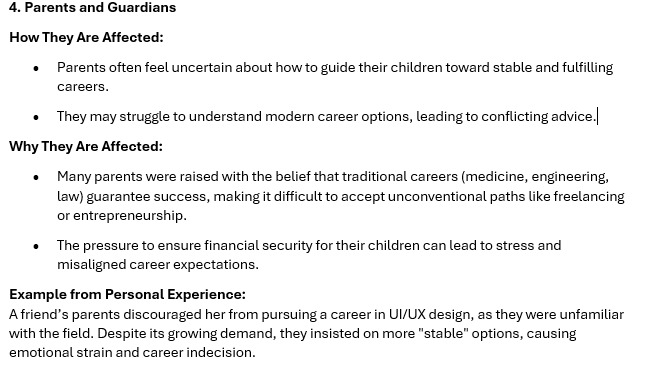 4. Parents and Guardians
How They Are Affected:
• Parents often feel uncertain about how to guide their children toward stable and fulfilling
careers.
• They may struggle to understand modern career options, leading to conflicting advice.
Why They Are Affected:
• Many parents were raised with the belief that traditional careers (medicine, engineering,
law) guarantee success, making it difficult to accept unconventional paths like freelancing
or entrepreneurship.
• The pressure to ensure financial security for their children can lead to stress and
misaligned career expectations.
Example from Personal Experience:
A friend’s parents discouraged her from pursuing a career in UI/UX design, as they were unfamiliar
with the field. Despite its growing demand, they insisted on more "stable" options, causing
emotional strain and career indecision.